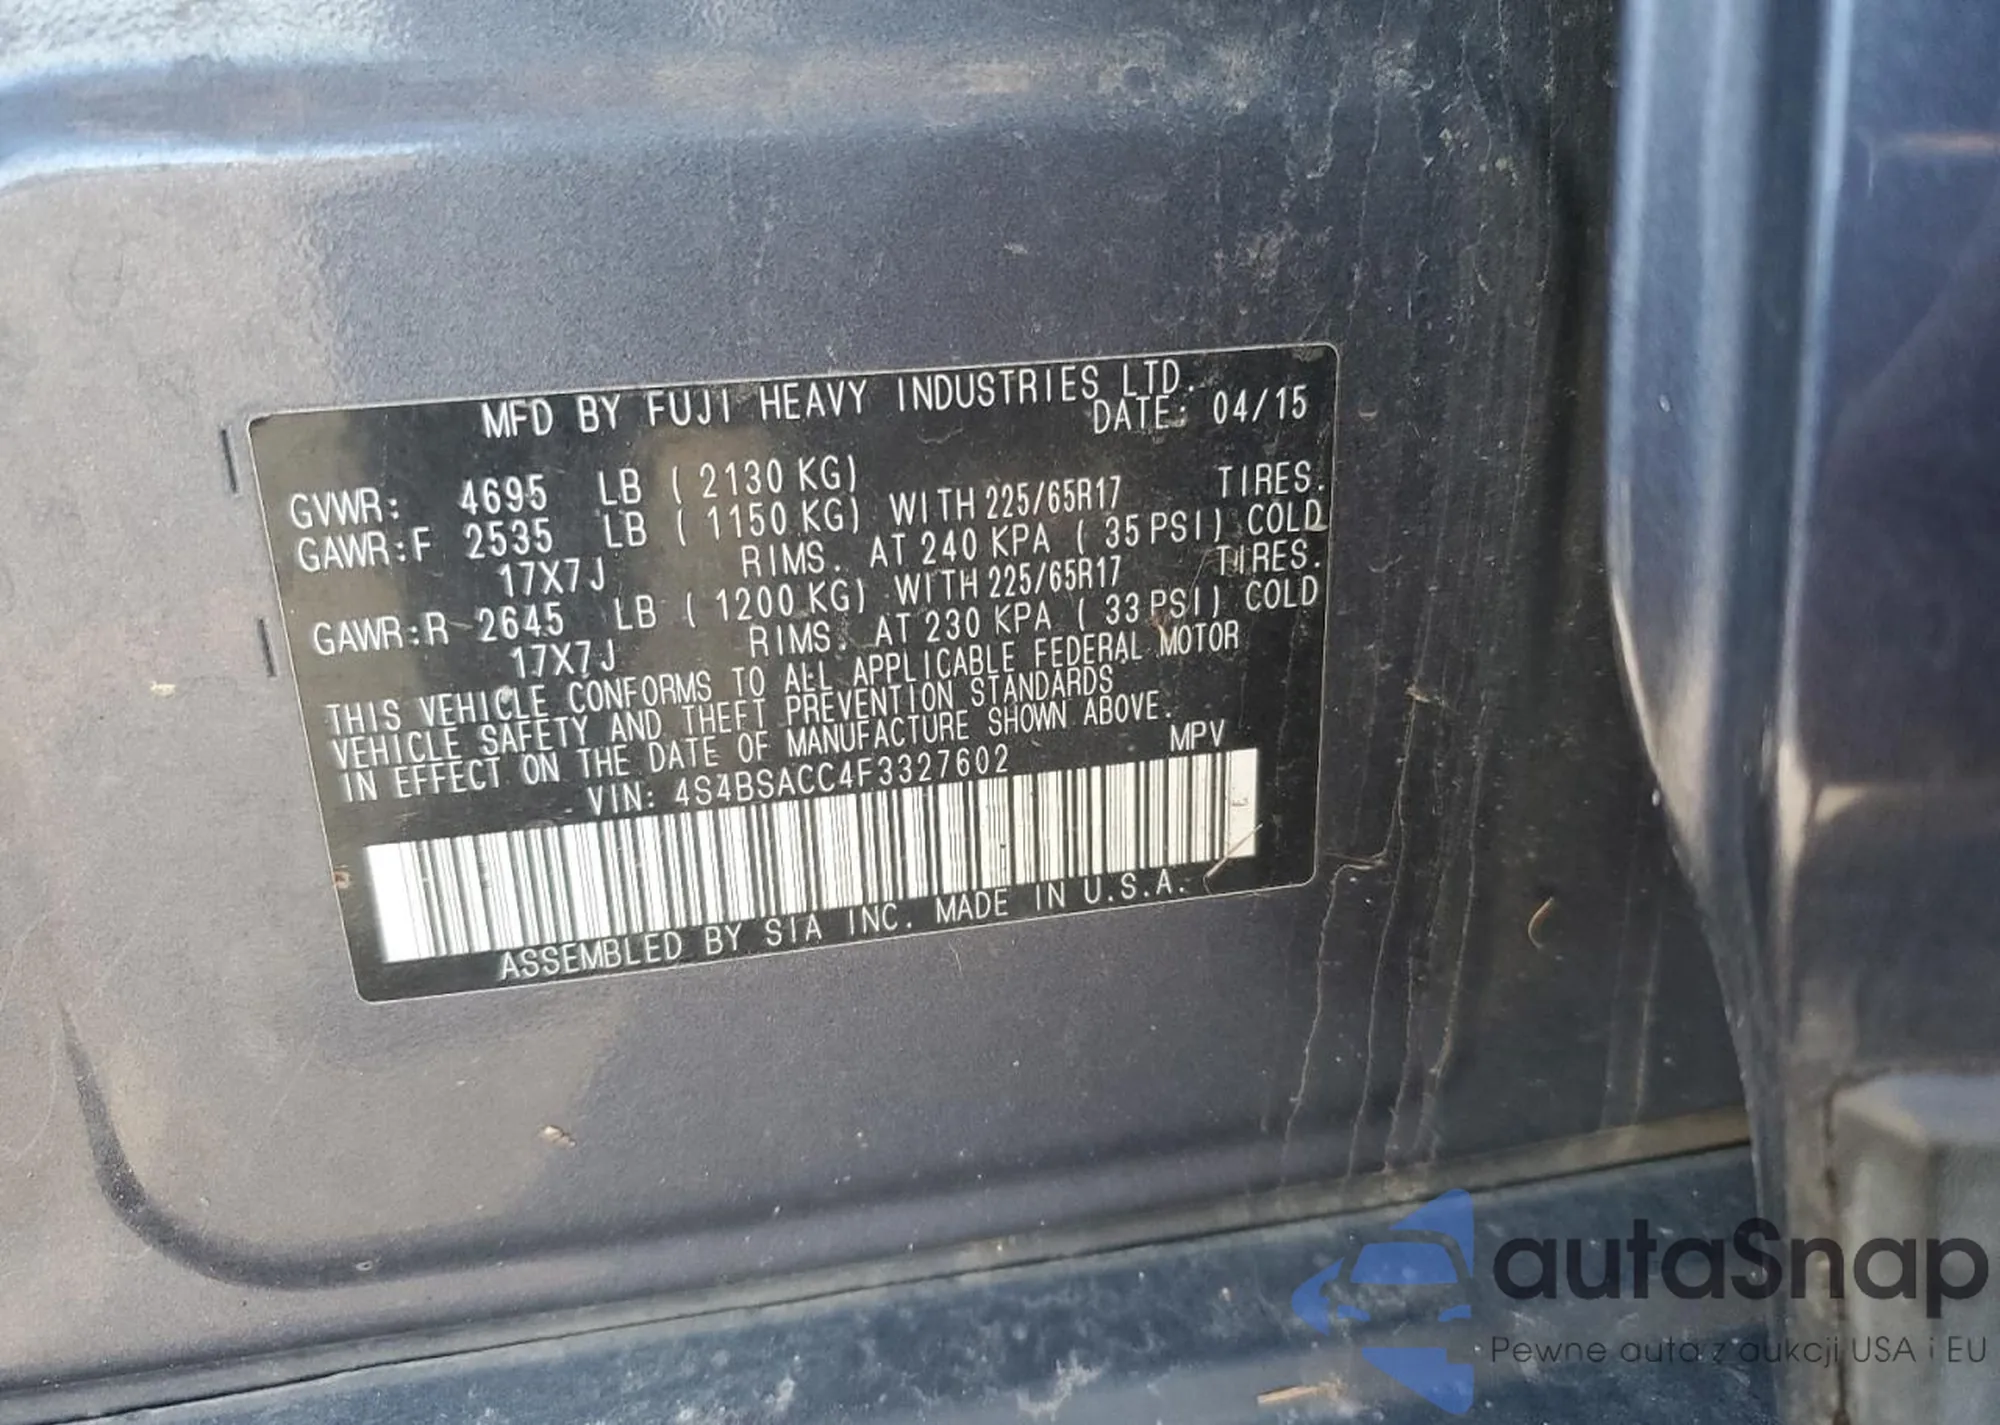 MFD BY FUJI HEAVY INDUSTRIES LTD.
DATE: 04/15
GVWR: 4695 LB ( 2130 KG)
GAWR:F 2535 LB ( 1150 KG) WITH 225/65R17 TIRES.
17X7J RIMS. AT 240 KPA ( 35 PSI) COLD
GAWR:R 2645 LB ( 1200 KG) WITH 225/65R17 TIRES.
17X7J RIMS. AT 230 KPA ( 33 PSI) COLD
THIS VEHICLE CONFORMS TO ALL APPLICABLE FEDERAL MOTOR
VEHICLE SAFETY AND THEFT PREVENTION STANDARDS
IN EFFECT ON THE DATE OF MANUFACTURE SHOWN ABOVE.
VIN: 4S4BSACC4F3327602 MPV
ASSEMBLED BY SIA INC. MADE IN U.S.A.
autaSnap
Pewne auta z aukcji USA i EU